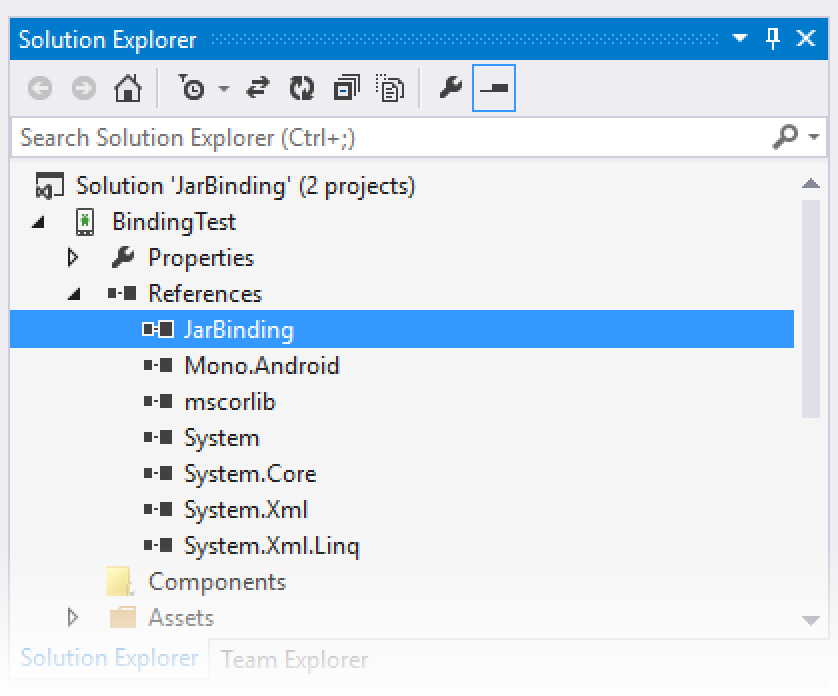 Solution Explorer
Search Solution Explorer (Ctrl+;)
Solution 'JarBinding' (2 projects)
BindingTest
Properties
References
JarBinding
Mono.Android
mscorlib
System
System.Core
System.Xml
System.Xml.Linq
Components
Assets
Solution Explorer Team Explorer